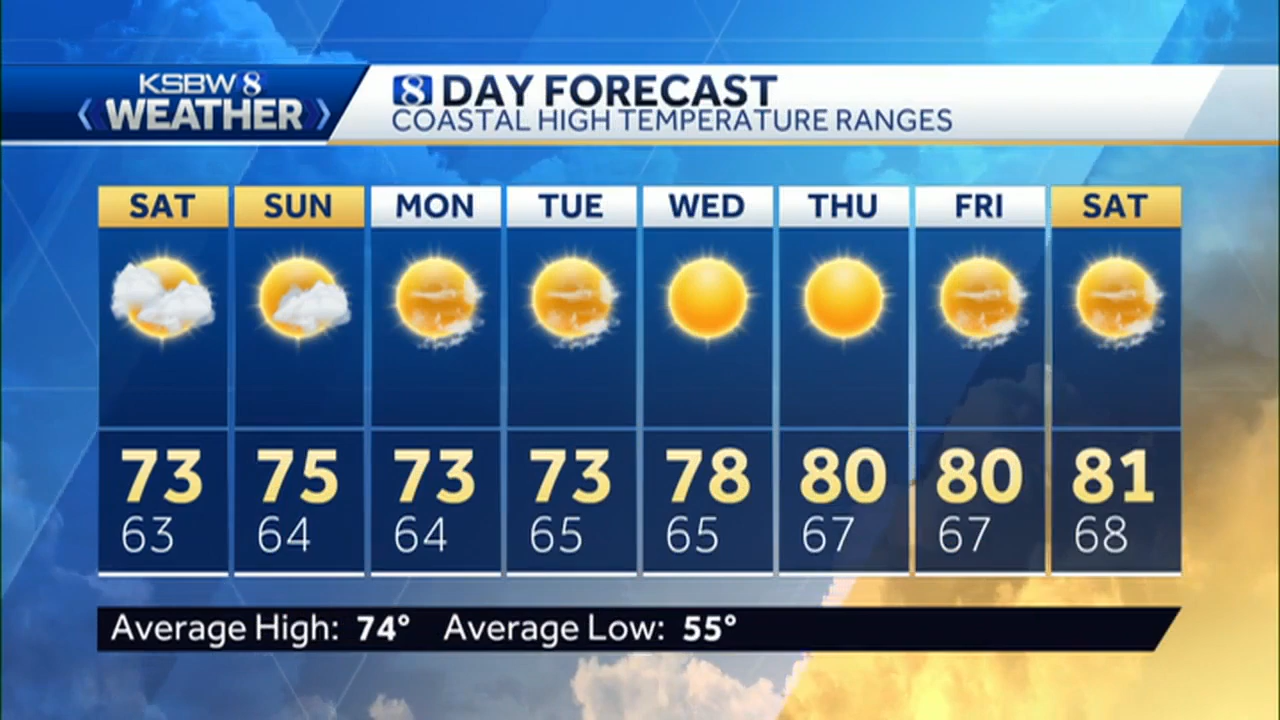 KSBW 8
WEATHER
8 DAY FORECAST
COASTAL HIGH TEMPERATURE RANGES
SAT SUN MON TUE WED THU FRI SAT
73 75 73 73 78 80 80 81
63 64 64 65 65 67 67 68
Average High: 74° Average Low: 55°